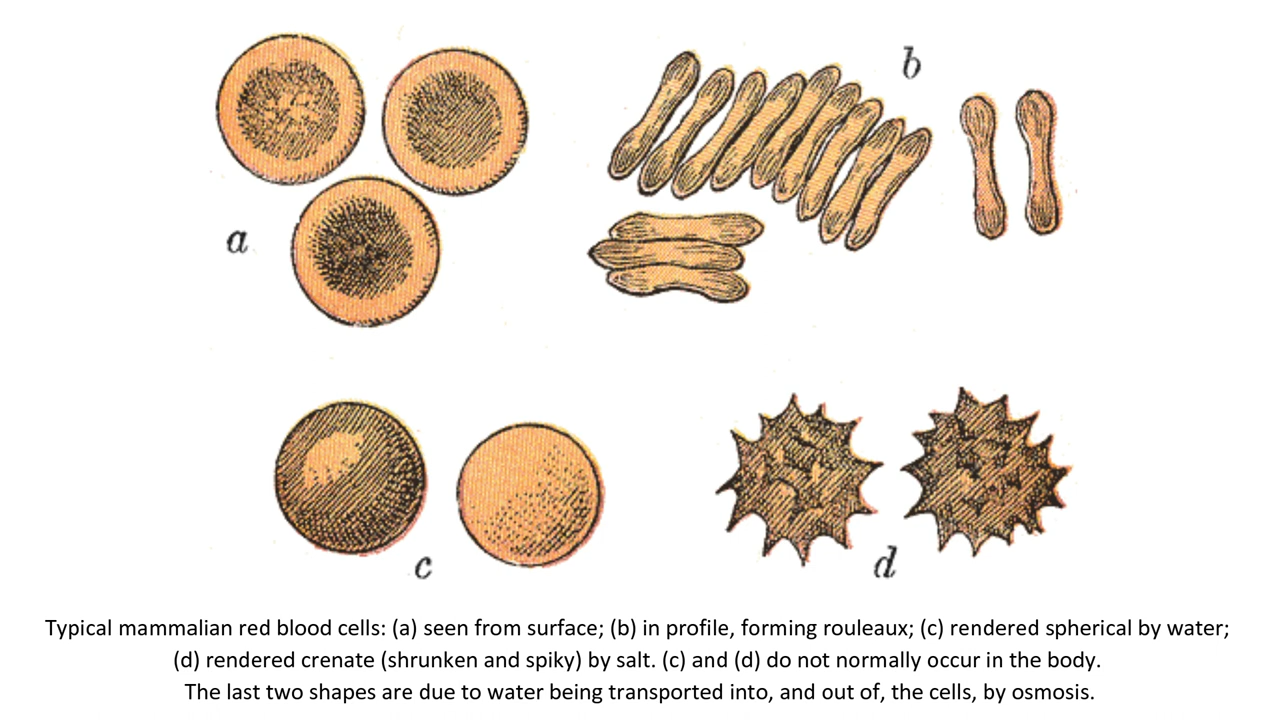 b
a
c
d
Typical mammalian red blood cells: (a) seen from surface; (b) in profile, forming rouleaux; (c) rendered spherical by water;
(d) rendered crenate (shrunken and spiky) by salt. (c) and (d) do not normally occur in the body.
The last two shapes are due to water being transported into, and out of, the cells, by osmosis.